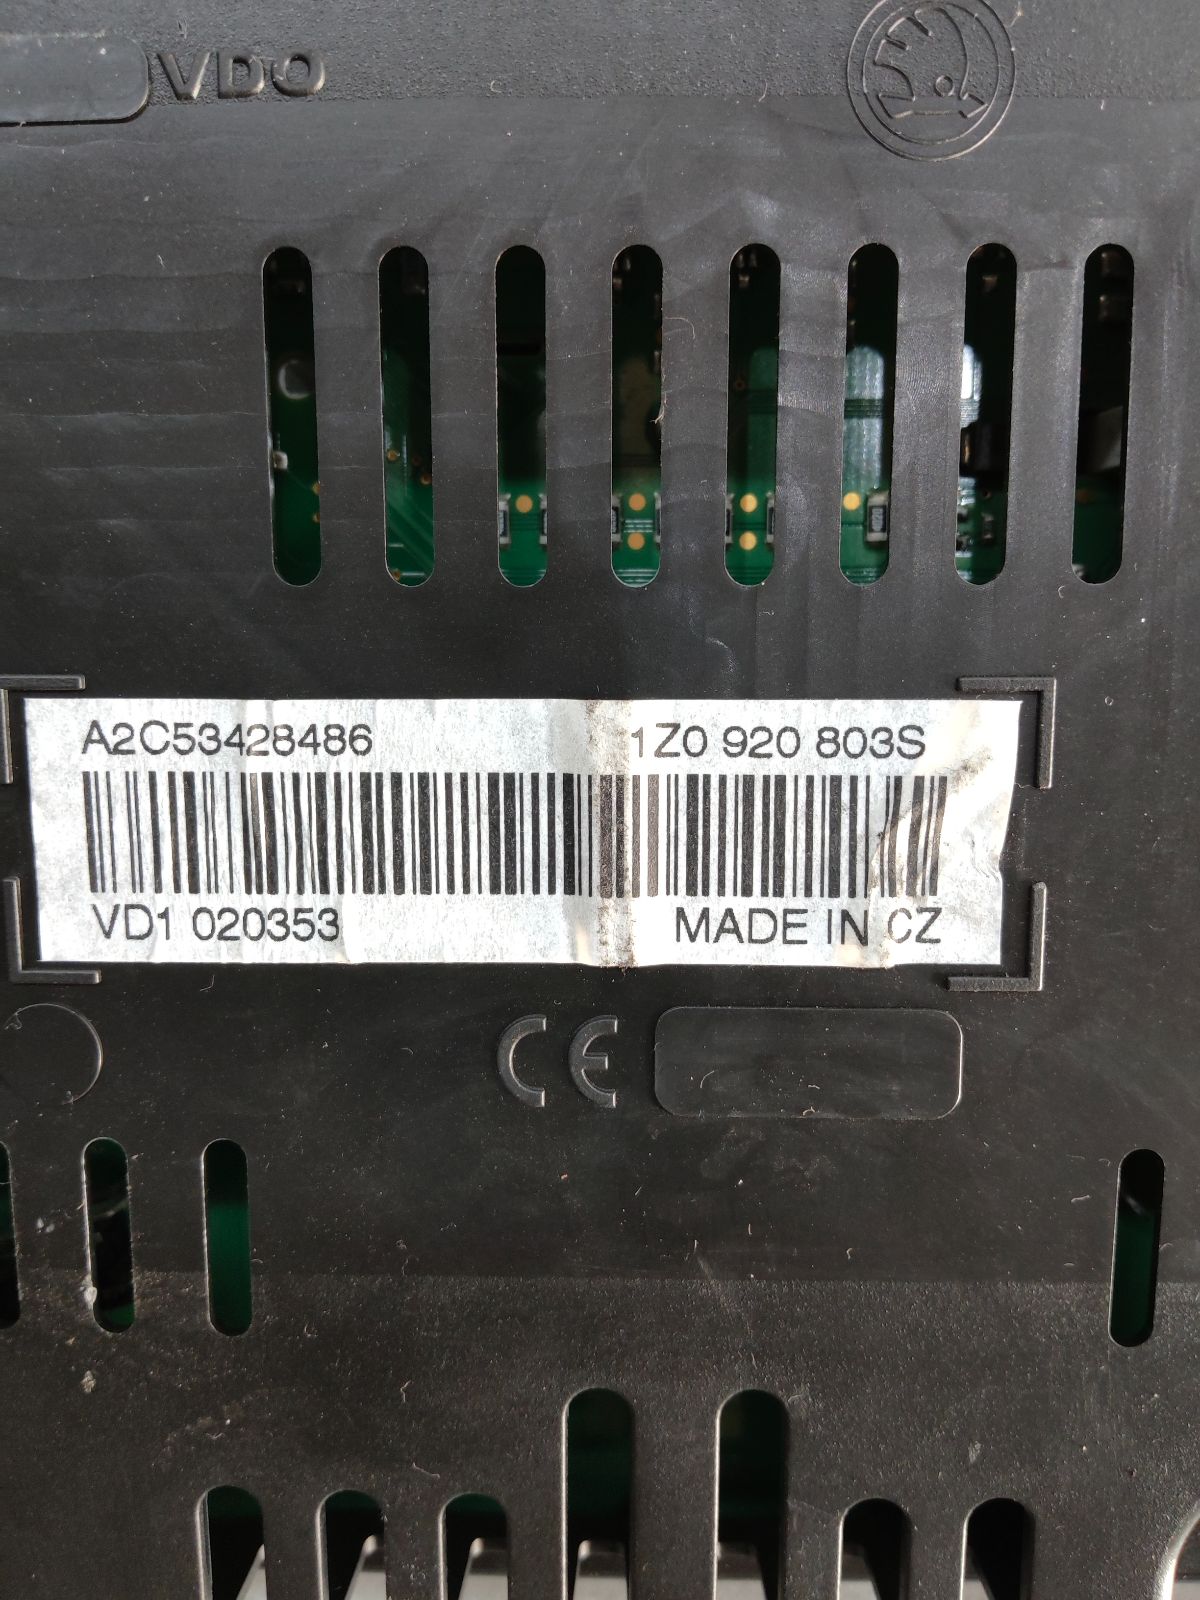 VDO
A2C53428486 1Z0 920 803S
VD1 020353 MADE IN CZ
CE